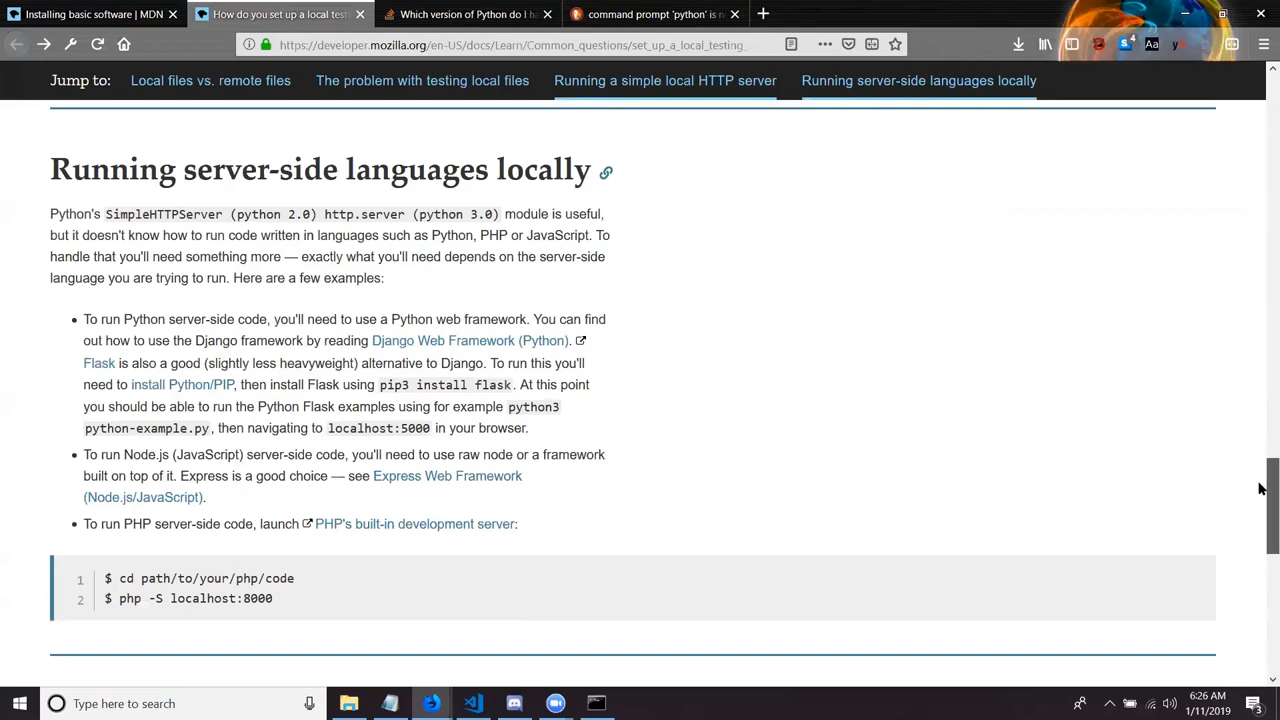 Installing basic software | MDN
How do you set up a local test
Which version of Python do I h
command prompt 'python' is n
https://developer.mozilla.org/en-US/docs/Learn/Common_questions/set_up_a_local_testing_
4
Aa
Jump to:
Local files vs. remote files
The problem with testing local files
Running a simple local HTTP server
Running server-side languages locally
Running server-side languages locally
Python's SimpleHTTPServer (python 2.0) http.server (python 3.0) module is useful,
but it doesn't know how to run code written in languages such as Python, PHP or JavaScript. To
handle that you'll need something more — exactly what you'll need depends on the server-side
language you are trying to run. Here are a few examples:
To run Python server-side code, you'll need to use a Python web framework. You can find
out how to use the Django framework by reading Django Web Framework (Python).
Flask is also a good (slightly less heavyweight) alternative to Django. To run this you'll
need to install Python/PIP, then install Flask using pip3 install flask. At this point
you should be able to run the Python Flask examples using for example python3
python-example.py, then navigating to localhost:5000 in your browser.
To run Node.js (JavaScript) server-side code, you'll need to use raw node or a framework
built on top of it. Express is a good choice — see Express Web Framework
(Node.js/JavaScript).
To run PHP server-side code, launch PHP's built-in development server:
1 $ cd path/to/your/php/code
2 $ php -S localhost:8000
Type here to search
6:26 AM
1/11/2019
3